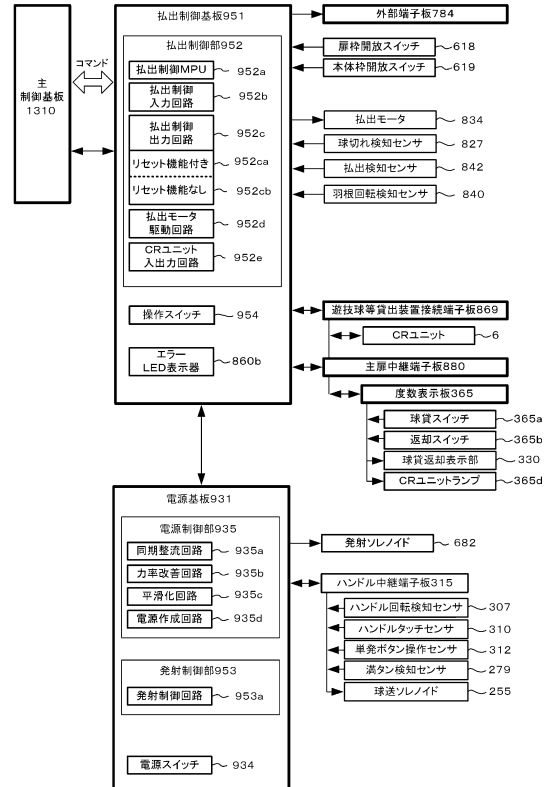 主
制御基板
1310
コマンド
払出制御基板951
払出制御部952
払出制御MPU
952a
払出制御
入力回路
952b
払出制御
出力回路
952c
リセット機能付き
952ca
リセット機能なし
952cb
払出モータ
駆動回路
952d
CRユニット
入出力回路
952e
操作スイッチ
954
エラー
LED表示器
860b
外部端子板784
扉枠開放スイッチ
618
本体枠開放スイッチ
619
払出モータ
834
球切れ検知センサ
827
払出検知センサ
842
羽根回転検知センサ
840
遊技球等貸出装置接続端子板869
CRユニット
6
主扉中継端子板880
度数表示板365
球貸スイッチ
365a
返却スイッチ
365b
球貸返却表示部
330
CRユニットランプ
365d
電源基板931
電源制御部935
同期整流回路
935a
力率改善回路
935b
平滑化回路
935c
電源作成回路
935d
発射制御部953
発射制御回路
953a
電源スイッチ
934
発射ソレノイド
682
ハンドル中継端子板315
ハンドル回転検知センサ
307
ハンドルタッチセンサ
310
単発ボタン操作センサ
312
満タン検知センサ
279
球送ソレノイド
255